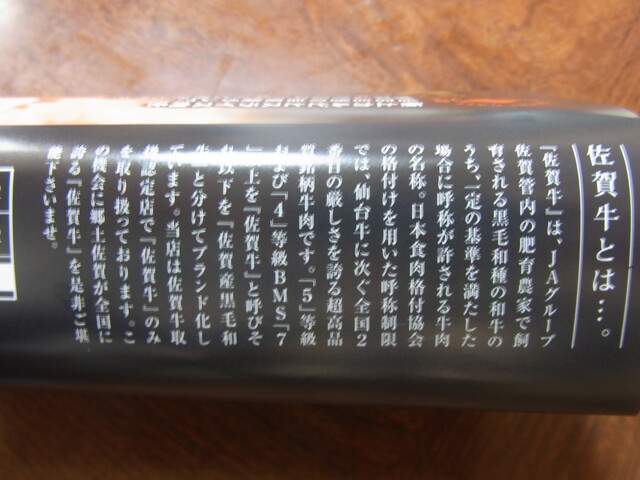 佐賀牛とは…。
『佐賀牛』は、JAグループ
佐賀管内の肥育農家で飼
育される黒毛和種の和牛の
うち、一定の基準を満たした
場合に呼称が許される牛肉
の名称。日本食肉格付協会
の格付けを用いた呼称制限
では、仙台牛に次ぐ全国2
番目の厳しさを誇る超高品
質銘柄牛肉です。「5」等級
および「4」等級BMS「7
」以上を『佐賀牛』と呼びそ
れ以下を『佐賀産黒毛和
牛』と分けてブランド化し
ています。当店は佐賀牛取
扱認定店で『佐賀牛』のみ
を取り扱っております。こ
の機会に郷土佐賀が全国に
誇る『佐賀牛』を是非ご堪
能下さいませ。